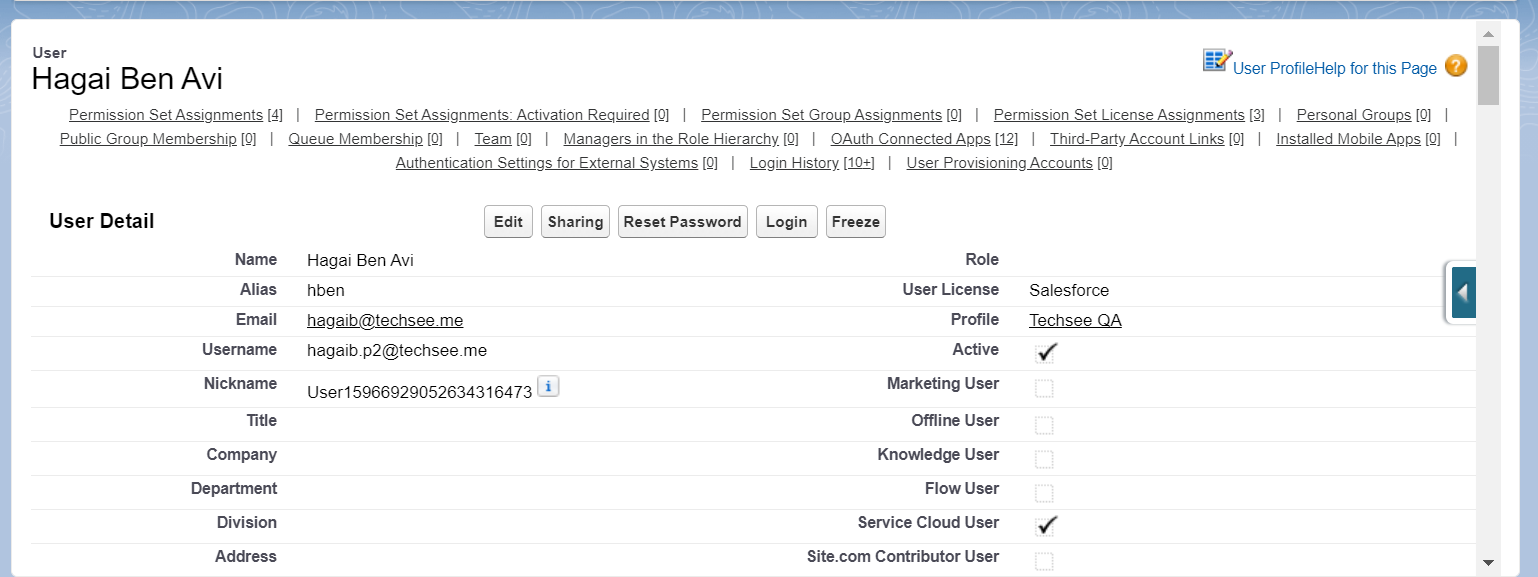 User
Hagai Ben Avi
User ProfileHelp for this Page ?
Permission Set Assignments [4] | Permission Set Assignments: Activation Required [0] | Permission Set Group Assignments [0] | Permission Set License Assignments [3] | Personal Groups [0] |
Public Group Membership [0] | Queue Membership [0] | Team [0] | Managers in the Role Hierarchy [0] | OAuth Connected Apps [12] | Third-Party Account Links [0] | Installed Mobile Apps [0] |
Authentication Settings for External Systems [0] | Login History [10+] | User Provisioning Accounts [0]
User Detail Edit Sharing Reset Password Login Freeze
Name Hagai Ben Avi Role
Alias hben User License Salesforce
Email hagaib@techsee.me Profile Techsee QA
Username hagaib.p2@techsee.me Active ✓
Nickname User15966929052634316473 i Marketing User
Title Offline User
Company Knowledge User
Department Flow User
Division Service Cloud User ✓
Address Site.com Contributor User